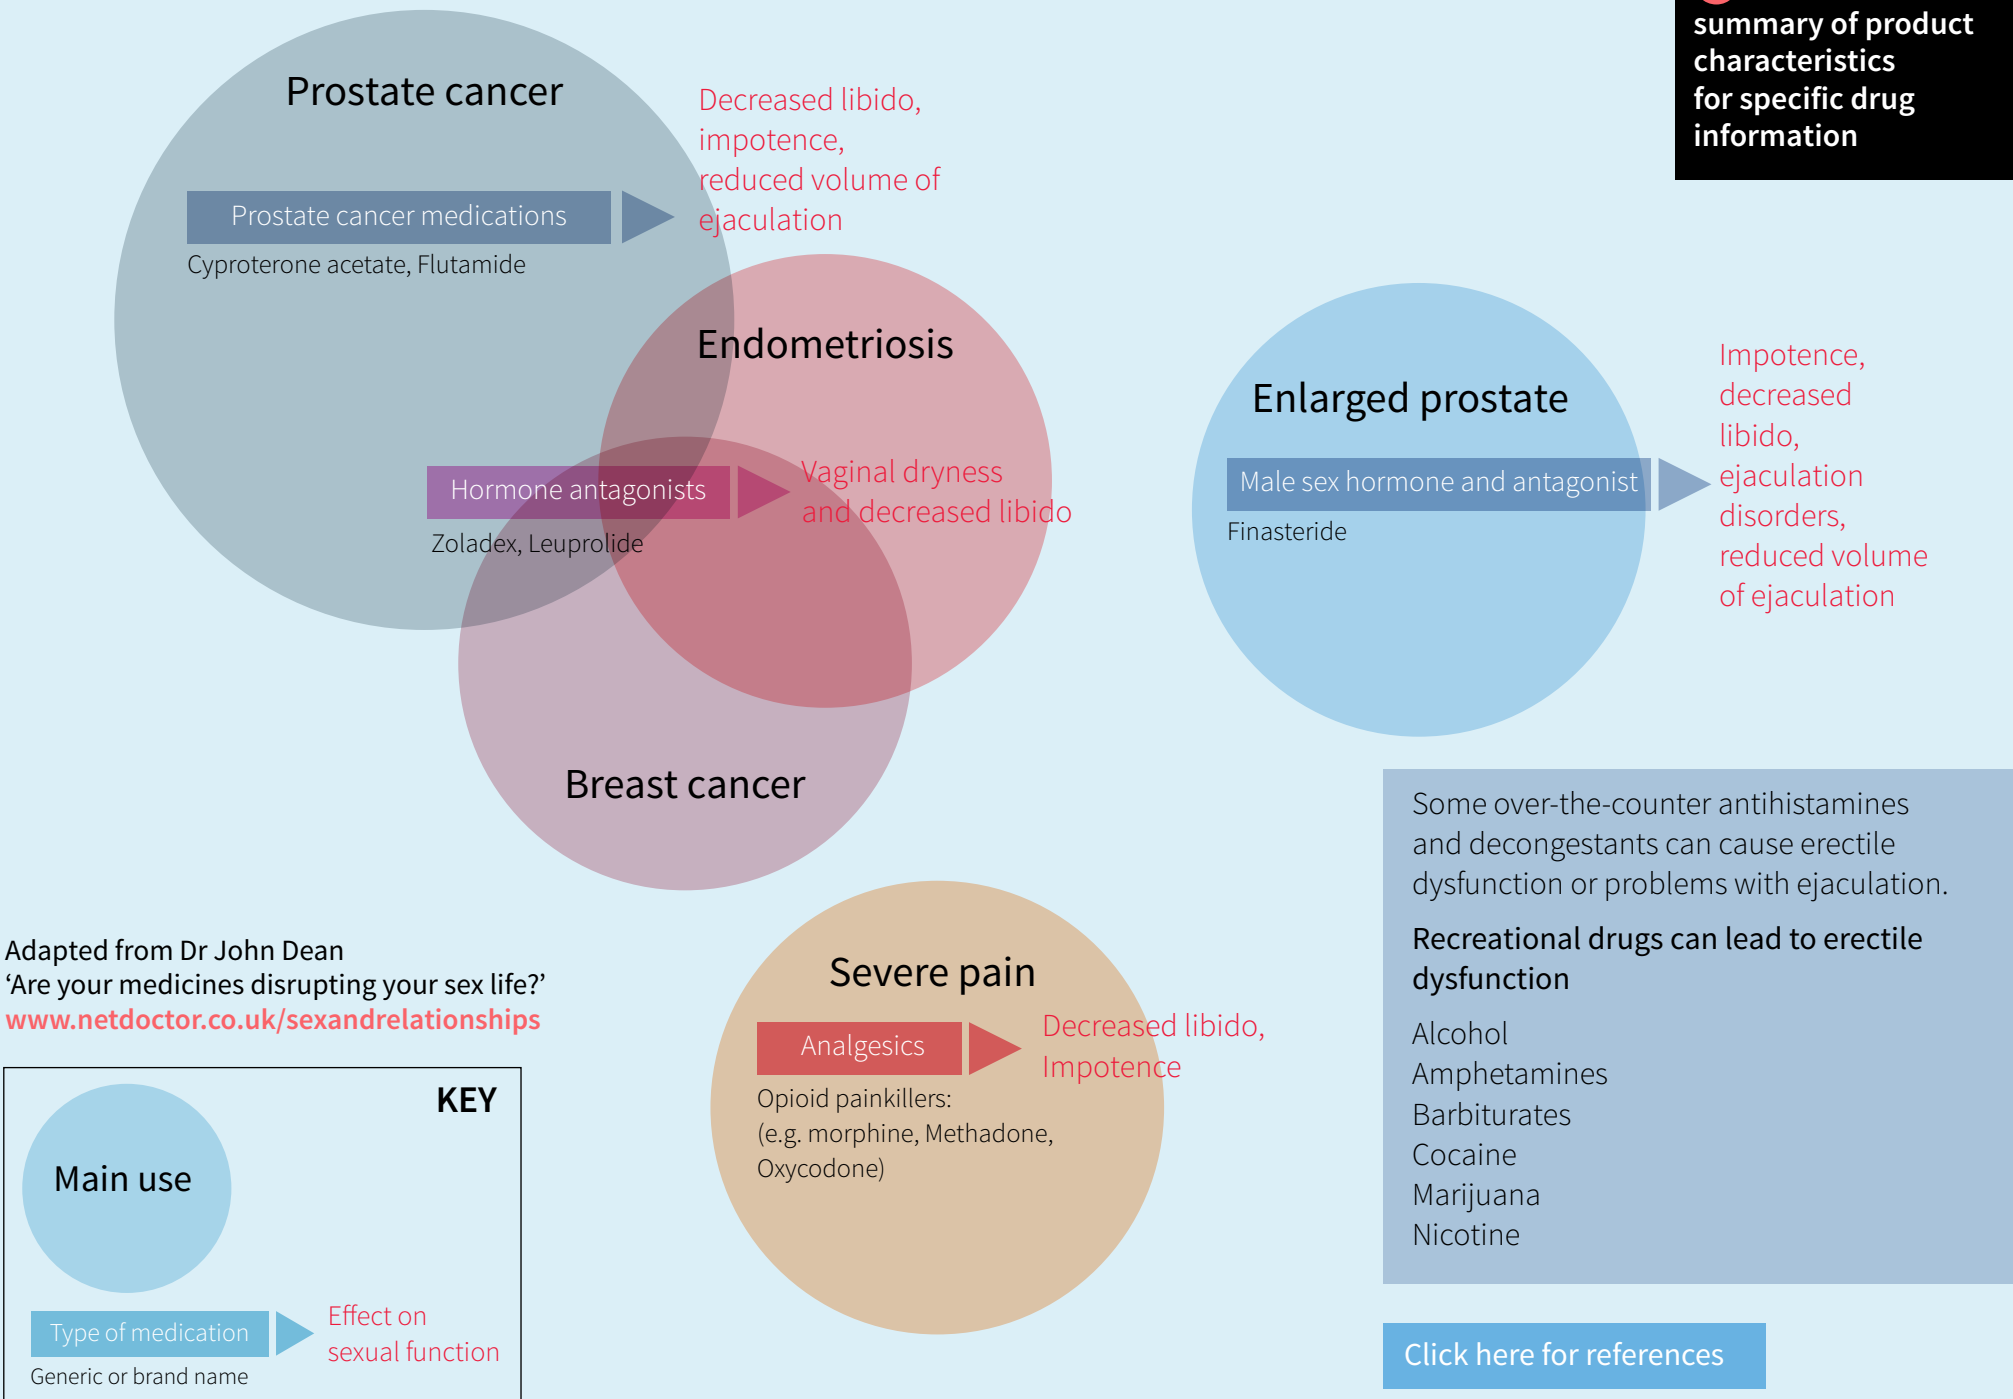 summary of product
characteristics
for specific drug
information
Prostate cancer
Prostate cancer medications
Cyproterone acetate, Flutamide
Decreased libido,
impotence,
reduced volume of
ejaculation
Endometriosis
Hormone antagonists
Zoladex, Leuprolide
Vaginal dryness
and decreased libido
Breast cancer
Enlarged prostate
Male sex hormone and antagonist
Finasteride
Impotence,
decreased
libido,
ejaculation
disorders,
reduced volume
of ejaculation
Severe pain
Analgesics
Opioid painkillers:
(e.g. morphine, Methadone,
Oxycodone)
Decreased libido,
Impotence
Some over-the-counter antihistamines
and decongestants can cause erectile
dysfunction or problems with ejaculation.
Recreational drugs can lead to erectile
dysfunction
Alcohol
Amphetamines
Barbiturates
Cocaine
Marijuana
Nicotine
Adapted from Dr John Dean
‘Are your medicines disrupting your sex life?’
www.netdoctor.co.uk/sexandrelationships
KEY
Main use
Type of medication
Generic or brand name
Effect on
sexual function
Click here for references